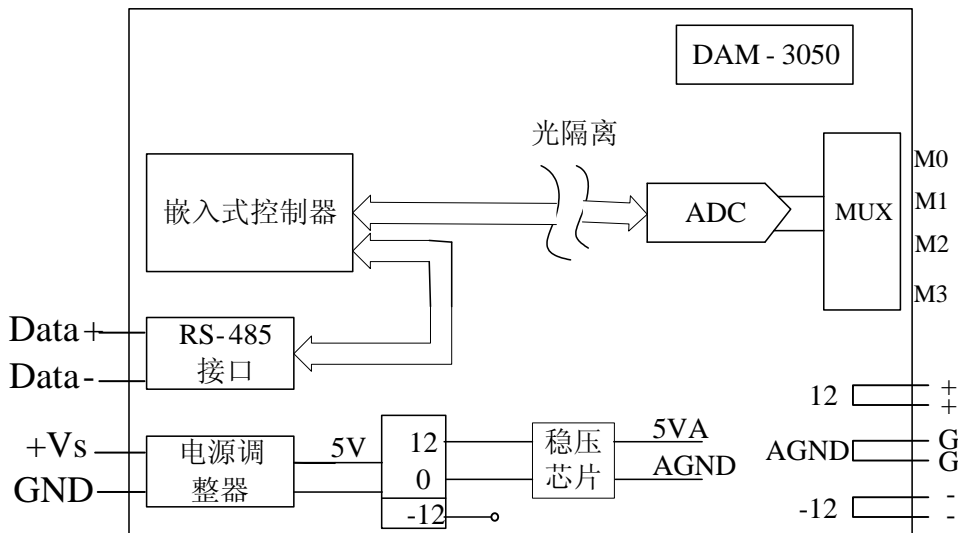 DAM - 3050
光隔离
嵌入式控制器
ADC
MUX
M0
M1
M2
M3
Data+
Data-
RS-485
接口
+Vs
GND
电源调
整器
5V
12
0
-12
稳压
芯片
5VA
AGND
12
+
+
AGND
G
G
-12
-
-